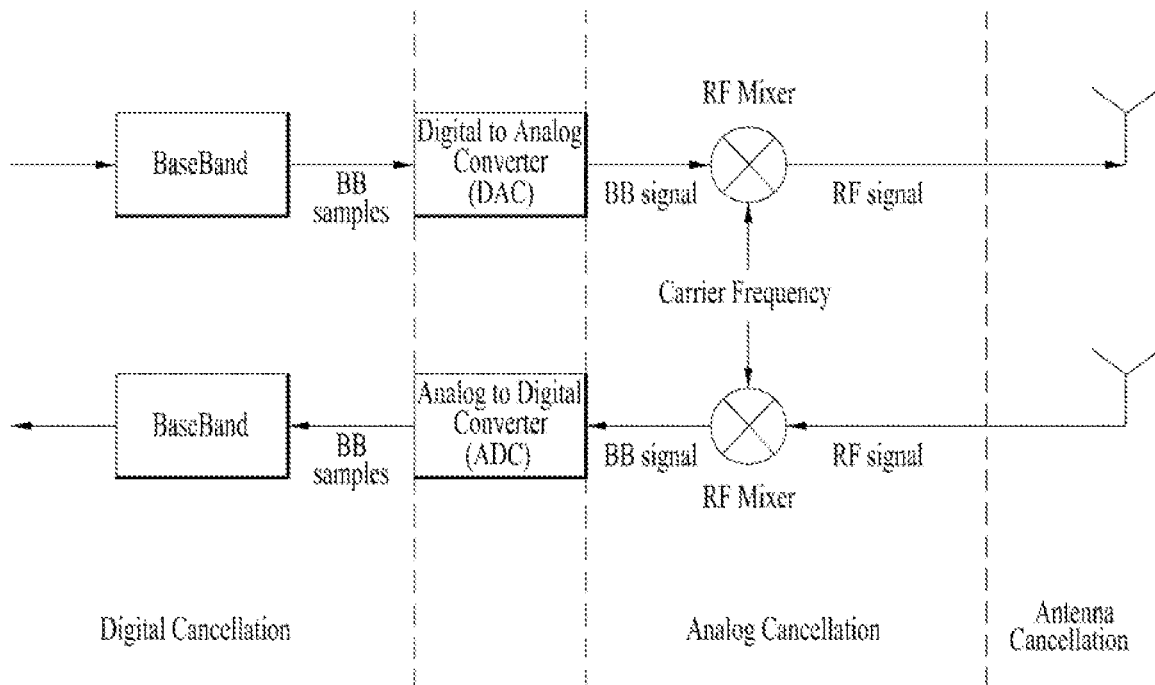 RF Mixer
BaseBand
BB
samples
Digital to Analog
Converter
(DAC)
BB signal
RF signal
Carrier Frequency
BaseBand
BB
samples
Analog to Digital
Converter
(ADC)
BB signal
RF signal
RF Mixer
Digital Cancellation
Analog Cancellation
Antenna
Cancellation